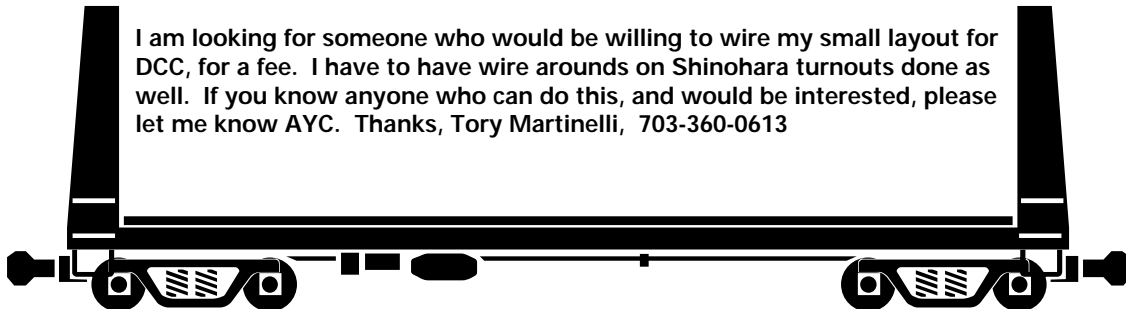 I am looking for someone who would be willing to wire my small layout for
DCC, for a fee.  I have to have wire arounds on Shinohara turnouts done as
well.  If you know anyone who can do this, and would be interested, please
let me know AYC.  Thanks, Tory Martinelli,  703-360-0613